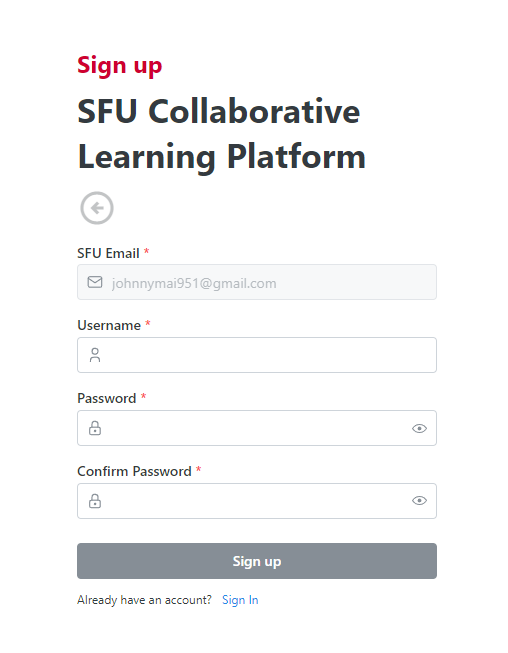 Sign up
SFU Collaborative
Learning Platform
SFU Email *
johnnymai951@gmail.com
Username *
Password *
Confirm Password *
Sign up
Already have an account? Sign In